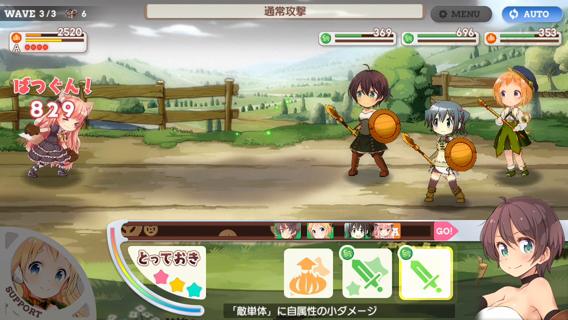 WAVE 3/3 6
通常攻撃
MENU
AUTO
2520
A
369
696
353
ばつぐん!
829
GO!
とっておき
SUPPORT
「敵単体」に自属性の小ダメージ